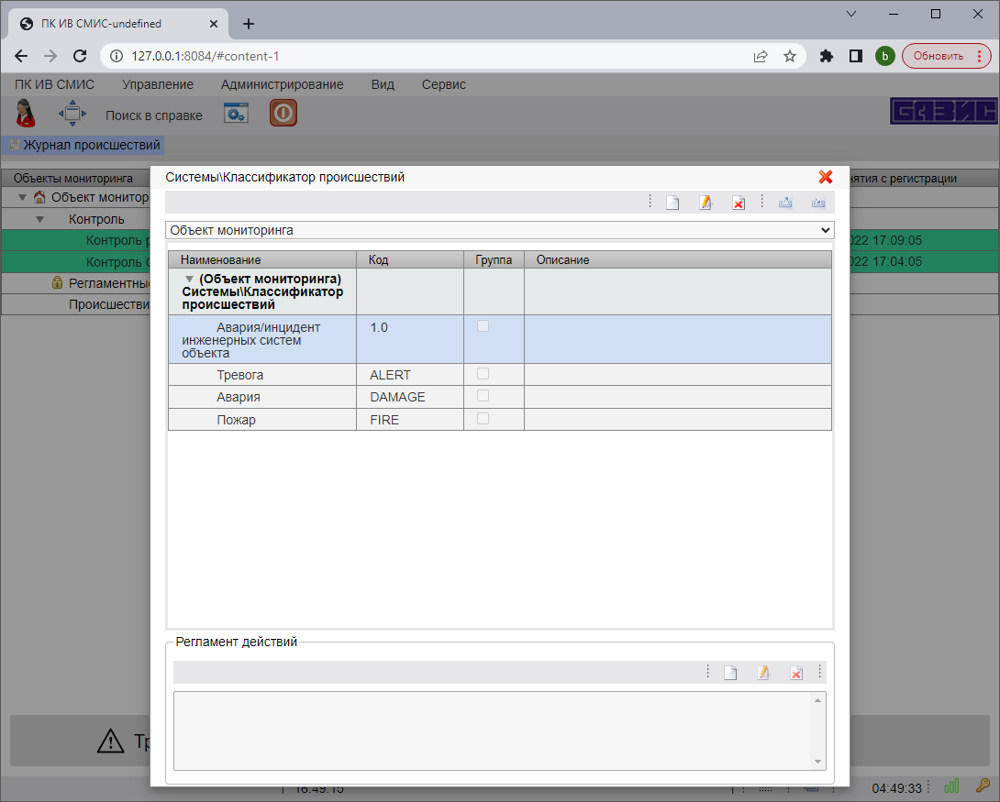 ПК ИВ СМИС-undefined
127.0.0.1:8084/#content-1
b
Обновить
ПК ИВ СМИС Управление Администрирование Вид Сервис
Поиск в справке
Журнал происшествий
Системы\Классификатор происшествий
Объекты мониторинга
нятия с регистрации
Объект монитор
Контроль
Контроль р
022 17:09:05
Контроль
022 17:04:05
Регламентны
Происшестви
Объект мониторинга
Наименование Код Группа Описание
(Объект мониторинга)
Системы\Классификатор
происшествий
Авария/инцидент 1.0
инженерных систем
объекта
Тревога ALERT
Авария DAMAGE
Пожар FIRE
Регламент действий
Тр
16:49:15
04:49:33